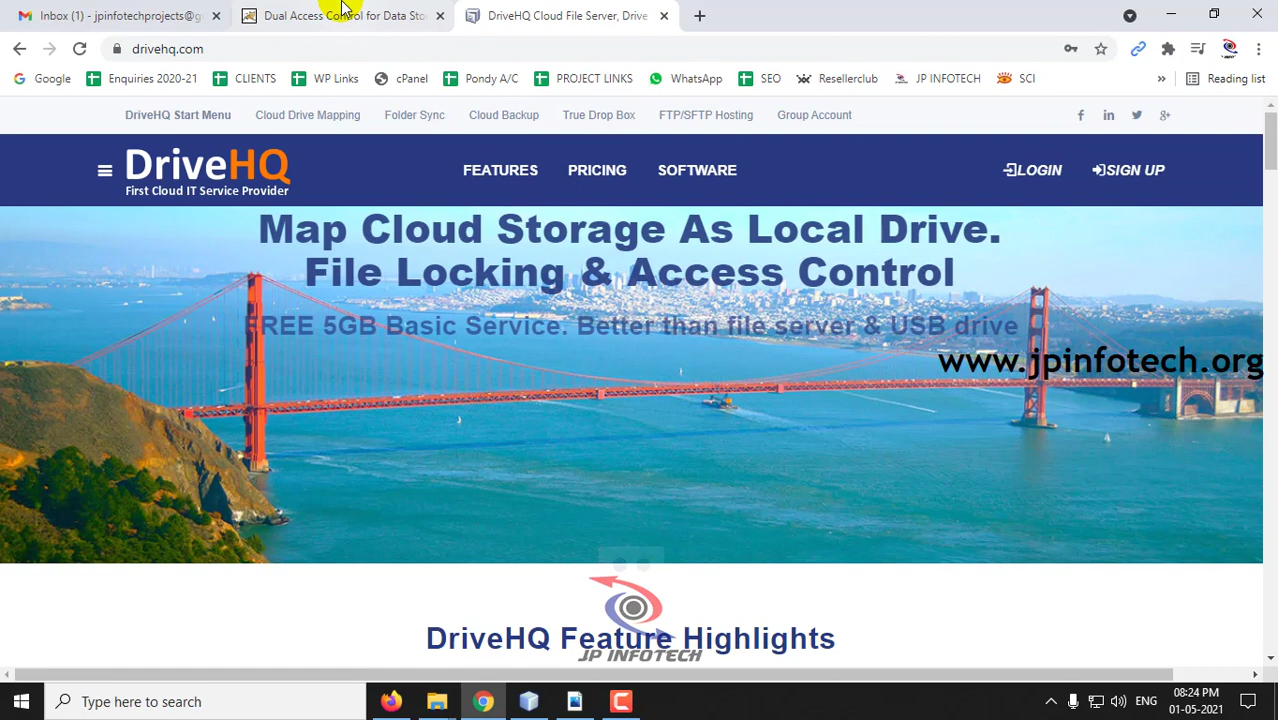 Inbox (1) - jpinfotechprojects@g
Dual Access Control for Data Sto
DriveHQ Cloud File Server, Drive
drivehq.com
Google
Enquiries 2020-21
CLIENTS
WP Links
cPanel
Pondy A/C
PROJECT LINKS
WhatsApp
SEO
Resellerclub
JP INFOTECH
SCI
»
Reading list
DriveHQ Start Menu
Cloud Drive Mapping
Folder Sync
Cloud Backup
True Drop Box
FTP/SFTP Hosting
Group Account
DriveHQ
First Cloud IT Service Provider
FEATURES
PRICING
SOFTWARE
LOGIN
SIGN UP
Map Cloud Storage As Local Drive.
File Locking & Access Control
FREE 5GB Basic Service. Better than file server & USB drive
www.jpinfotech.org
DriveHQ Feature Highlights
JP INFOTECH
Type here to search
ENG
08:24 PM
01-05-2021